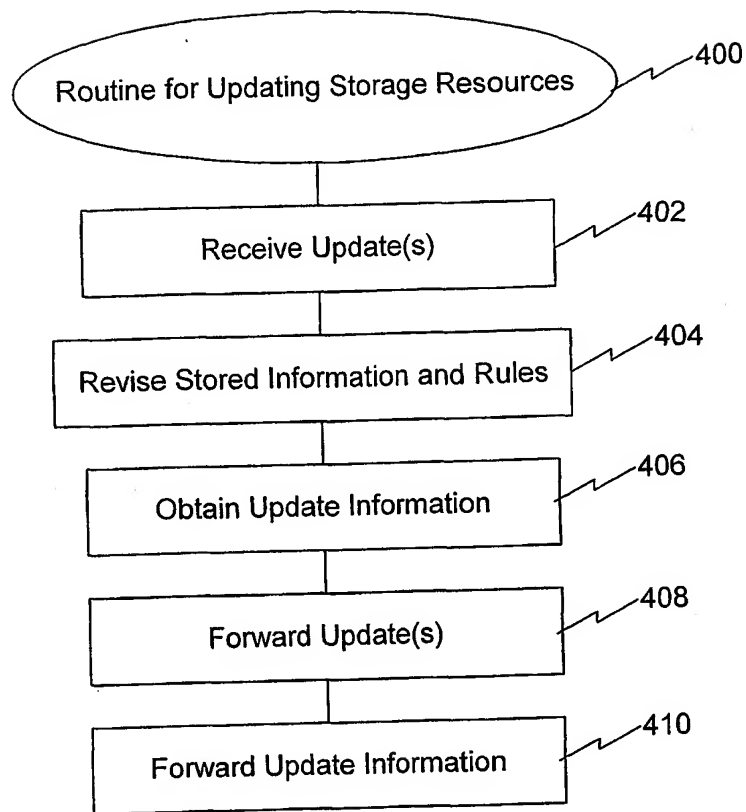 Routine for Updating Storage Resources
400
Receive Update(s)
402
Revise Stored Information and Rules
404
Obtain Update Information
406
Forward Update(s)
408
Forward Update Information
410